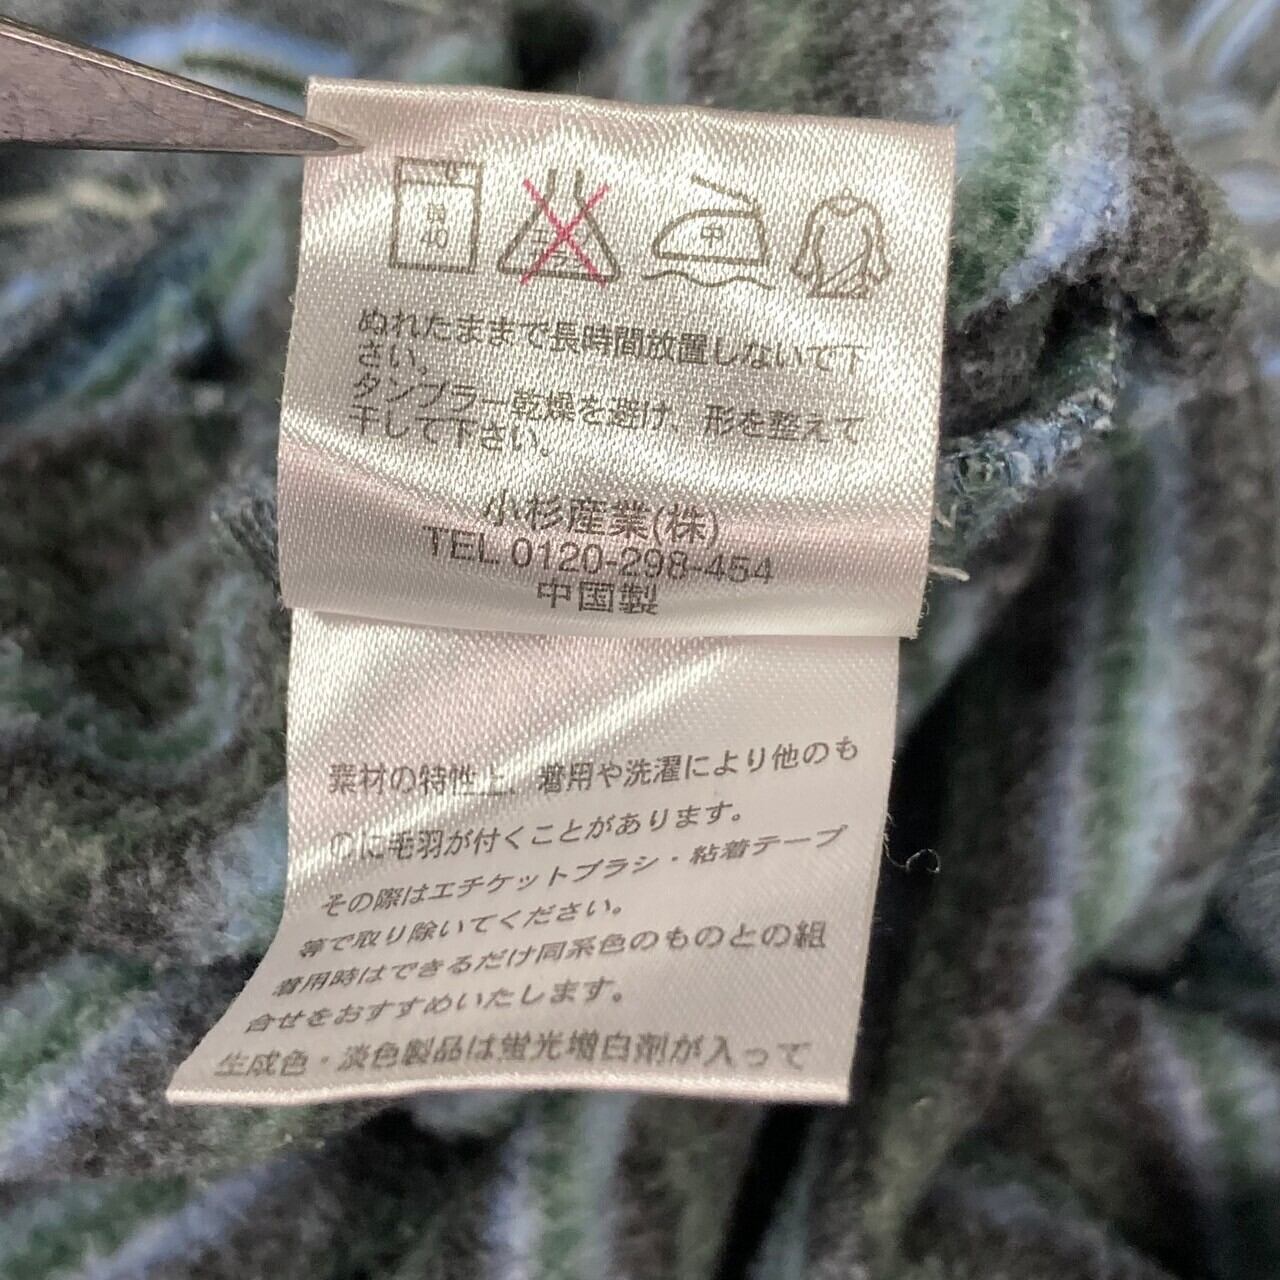 40
中
ぬれたままで長時間放置しないで下
さい。
タンブラー乾燥を避け、形を整えて
干して下さい。
小杉産業(株)
TEL 0120-298-454
中国製
素材の特性上、着用や洗濯により他のも
のに毛羽が付くことがあります。
その際はエチケットブラシ・粘着テープ
等で取り除いてください。
着用時はできるだけ同系色のものとの組
合せをおすすめいたします。
生成色・淡色製品は蛍光増白剤が入って